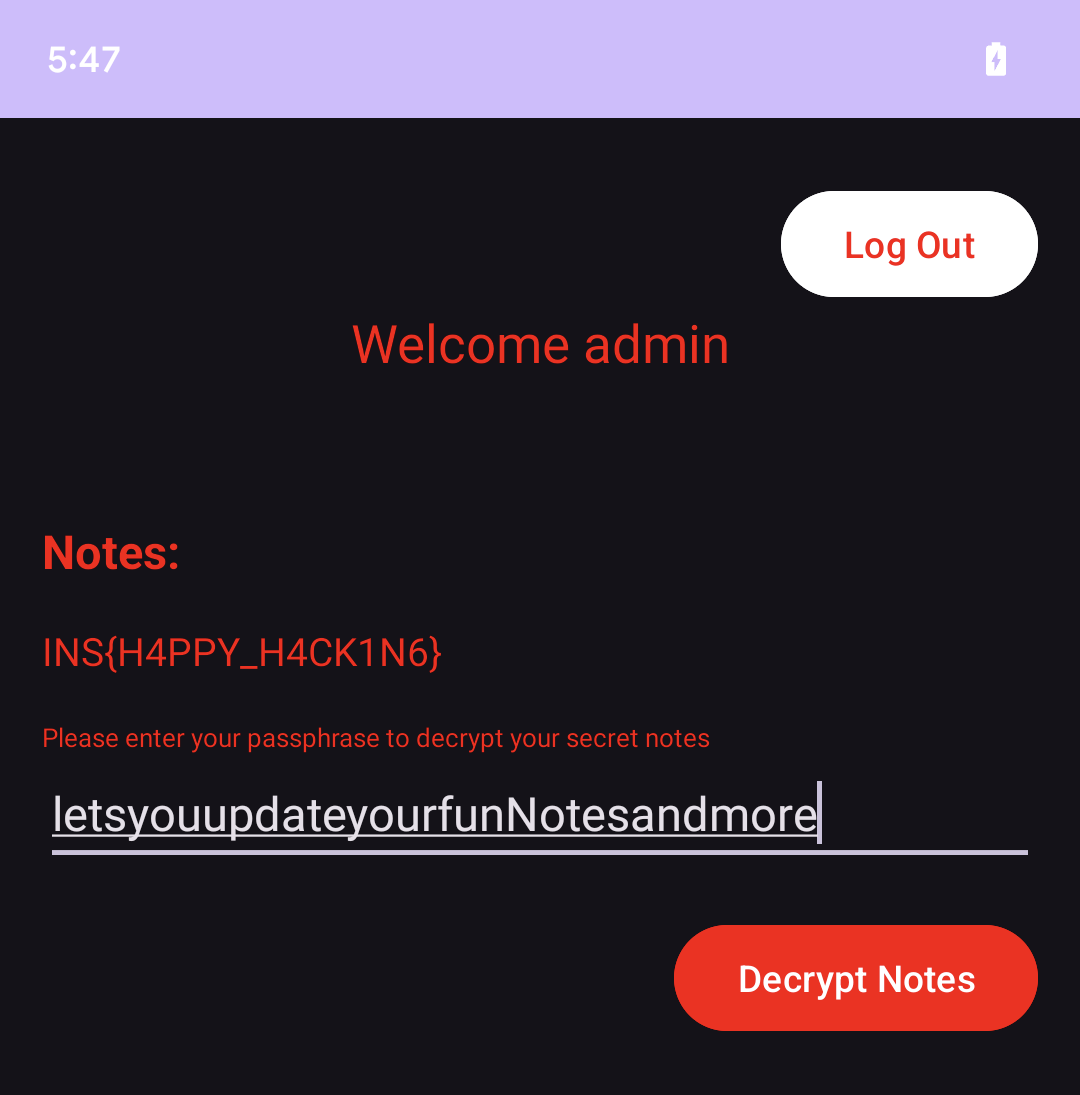 5:47
Log Out
Welcome admin
Notes:
INS{H4PPY_H4CK1N6}
Please enter your passphrase to decrypt your secret notes
letsyouupdateyourfunNotesandmore
Decrypt Notes